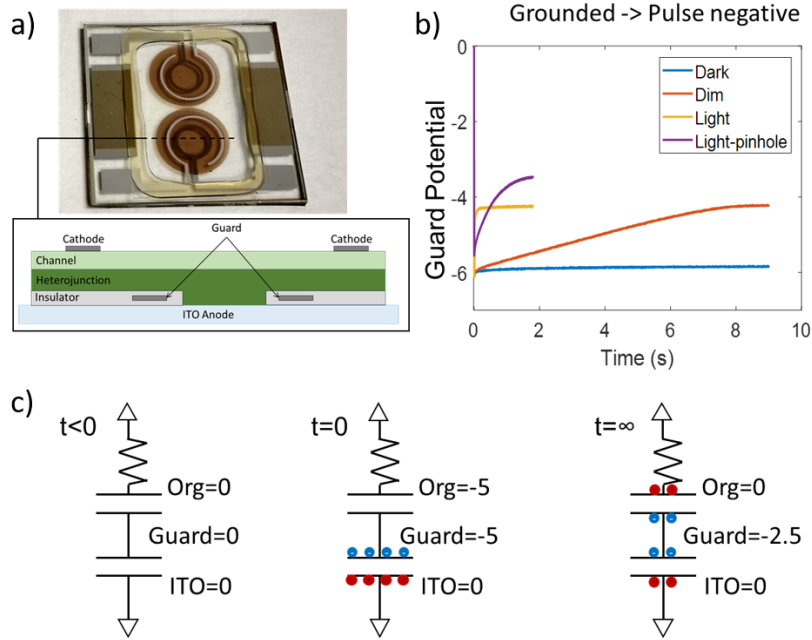 a)
Cathode
Guard
Cathode
Channel
Heterojunction
Insulator
ITO Anode
b)
Grounded -> Pulse negative
Guard Potential
0
-2
-4
-6
Dark
Dim
Light
Light-pinhole
0 2 4 6 8 10
Time (s)
c)
t<0
Org=0
Guard=0
ITO=0
t=0
Org=-5
Guard=-5
ITO=0
t=∞
Org=0
Guard=-2.5
ITO=0